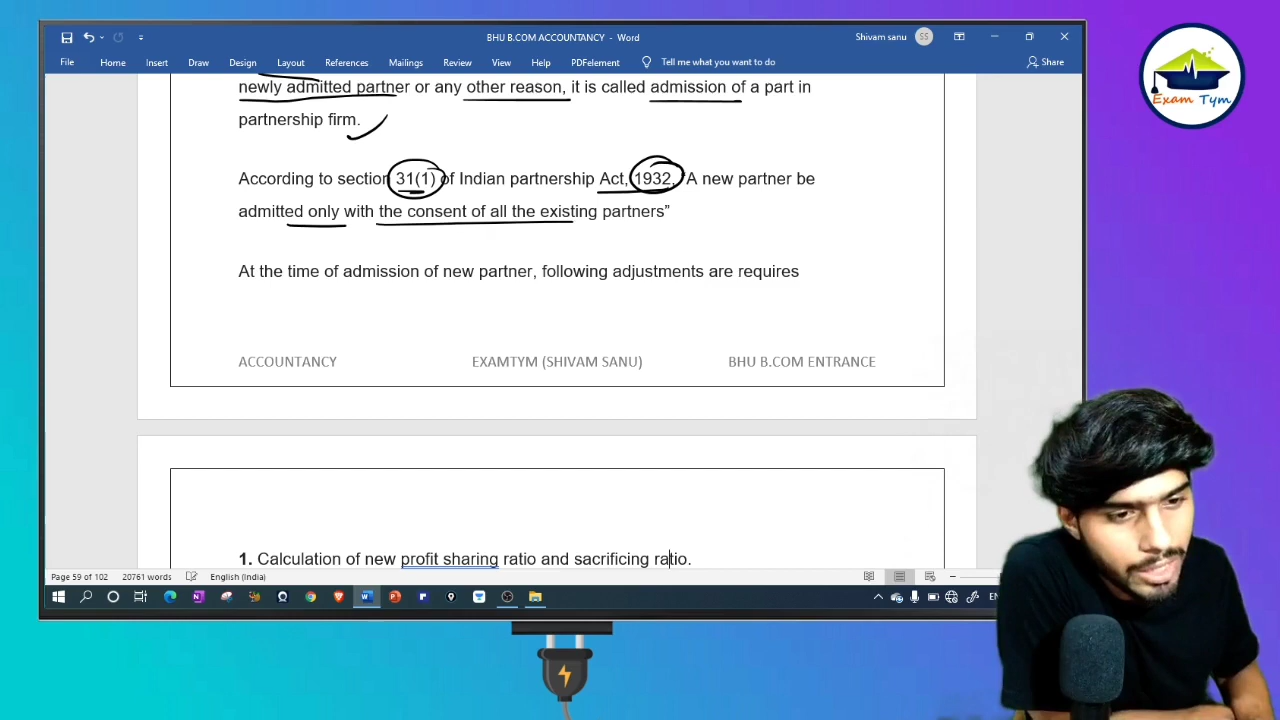 BHU B.COM ACCOUNTANCY - Word
Shivam sanu
SS
File Home Insert Draw Design Layout References Mailings Review View Help PDFelement Tell me what you want to do Share
newly admitted partner or any other reason, it is called admission of a part in
partnership firm.
According to section 31(1) of Indian partnership Act, 1932, “A new partner be
admitted only with the consent of all the existing partners”
At the time of admission of new partner, following adjustments are requires
ACCOUNTANCY EXAMTYM (SHIVAM SANU) BHU B.COM ENTRANCE
1. Calculation of new profit sharing ratio and sacrificing ratio.
Page 59 of 102 20761 words English (India)
Exam Tym